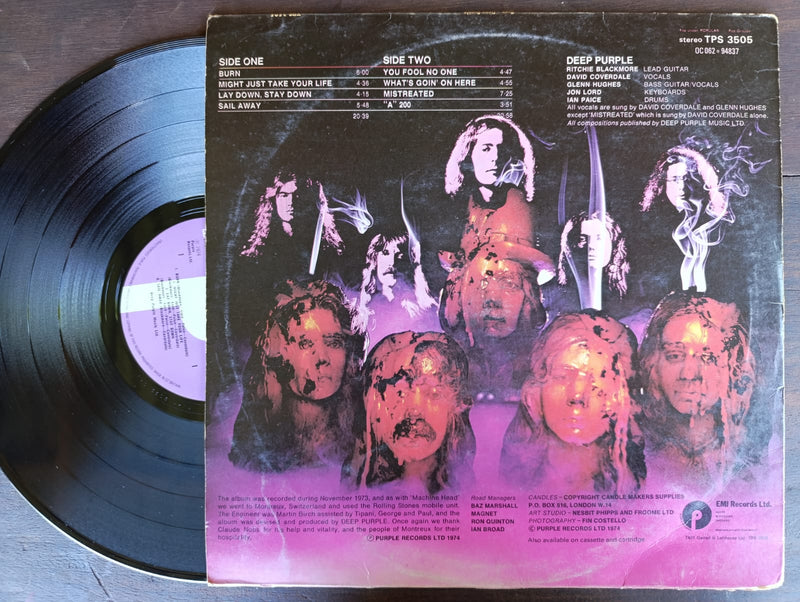 stereo TPS 3505
OC 062 • 94837
SIDE ONE
BURN 6·00
MIGHT JUST TAKE YOUR LIFE 4·36
LAY DOWN, STAY DOWN 4·15
SAIL AWAY 5·48
20·39
SIDE TWO
YOU FOOL NO ONE 4·47
WHAT'S GOIN' ON HERE 4·55
MISTREATED 7·25
"A" 200 3·51
DEEP PURPLE
RITCHIE BLACKMORE LEAD GUITAR
DAVID COVERDALE VOCALS
GLENN HUGHES BASS GUITAR/VOCALS
JON LORD KEYBOARDS
IAN PAICE DRUMS
All vocals are sung by DAVID COVERDALE and GLENN HUGHES
except 'MISTREATED' which is sung by DAVID COVERDALE alone.
All compositions published by DEEP PURPLE MUSIC LTD.
The album was recorded during November 1973, and as with 'Machine Head'
we went to Montreux, Switzerland and used the Rolling Stones mobile unit.
The Engineer was Martin Birch assisted by Tipani, George and Paul, and the
album was devised and produced by DEEP PURPLE. Once again we thank
Claude Nobs for his help and vitality, and the people of Montreux for their
hospitality.
Ⓟ PURPLE RECORDS LTD 1974
Road Managers
BAZ MARSHALL
MAGNET
RON QUINTON
IAN BROAD
CANDLES – COPYRIGHT CANDLE MAKERS SUPPLIES
P.O. BOX 516, LONDON W.14
ART STUDIO – NESBIT PHIPPS AND FROOME LTD
PHOTOGRAPHY – FIN COSTELLO
© PURPLE RECORDS LTD 1974
Also available on cassette and cartridge.
EMI Records Ltd.